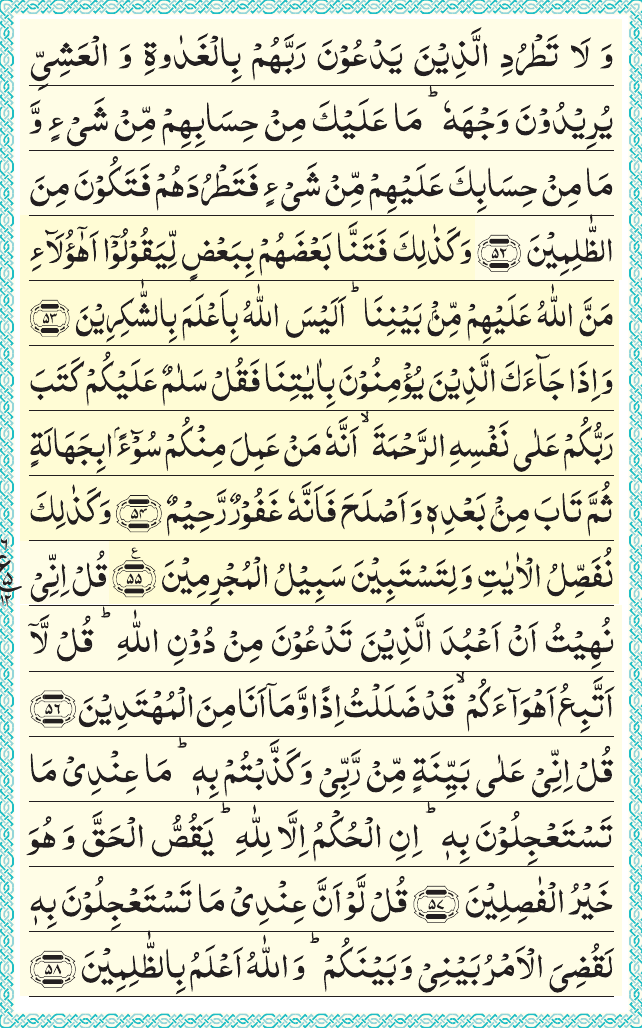 وَ لَا تَطْرُدِ الَّذِیْنَ یَدْعُوْنَ رَبَّهُمْ بِالْغَدٰوةِ وَ الْعَشِیِّ
یُرِیْدُوْنَ وَجْهَهٗ ؕ مَا عَلَیْكَ مِنْ حِسَابِهِمْ مِّنْ شَیْءٍ وَّ
مَا مِنْ حِسَابِكَ عَلَیْهِمْ مِّنْ شَیْءٍ فَتَطْرُدَهُمْ فَتَكُوْنَ مِنَ
الظّٰلِمِیْنَ ۵۲ وَكَذٰلِكَ فَتَنَّا بَعْضَهُمْ بِبَعْضٍ لِّیَقُوْلُوْۤا اَهٰۤؤُلَآءِ
مَنَّ اللّٰهُ عَلَیْهِمْ مِّنْۢ بَیْنِنَا ؕ اَلَیْسَ اللّٰهُ بِاَعْلَمَ بِالشّٰكِرِیْنَ ۵۳
وَاِذَا جَآءَكَ الَّذِیْنَ یُؤْمِنُوْنَ بِاٰیٰتِنَا فَقُلْ سَلٰمٌ عَلَیْكُمْ كَتَبَ
رَبُّكُمْ عَلٰی نَفْسِهِ الرَّحْمَةَ ۙ اَنَّهٗ مَنْ عَمِلَ مِنْكُمْ سُوْٓءًۢا بِجَهَالَةٍ
ثُمَّ تَابَ مِنْۢ بَعْدِهٖ وَاَصْلَحَ فَاَنَّهٗ غَفُوْرٌ رَّحِیْمٌ ۵۴ وَكَذٰلِكَ
نُفَصِّلُ الْاٰیٰتِ وَلِتَسْتَبِیْنَ سَبِیْلُ الْمُجْرِمِیْنَ ۵۵ ع قُلْ اِنِّیْ
نُهِیْتُ اَنْ اَعْبُدَ الَّذِیْنَ تَدْعُوْنَ مِنْ دُوْنِ اللّٰهِ ؕ قُلْ لَّاۤ
اَتَّبِعُ اَهْوَآءَكُمْ ۙ قَدْ ضَلَلْتُ اِذًا وَّمَاۤ اَنَا مِنَ الْمُهْتَدِیْنَ ۵۶
قُلْ اِنِّیْ عَلٰی بَیِّنَةٍ مِّنْ رَّبِّیْ وَكَذَّبْتُمْ بِهٖ ؕ مَا عِنْدِیْ مَا
تَسْتَعْجِلُوْنَ بِهٖ ؕ اِنِ الْحُكْمُ اِلَّا لِلّٰهِ ؕ یَقُصُّ الْحَقَّ وَ هُوَ
خَیْرُ الْفٰصِلِیْنَ ۵۷ قُلْ لَّوْ اَنَّ عِنْدِیْ مَا تَسْتَعْجِلُوْنَ بِهٖ
لَقُضِیَ الْاَمْرُ بَیْنِیْ وَبَیْنَكُمْ ؕ وَاللّٰهُ اَعْلَمُ بِالظّٰلِمِیْنَ ۵۸